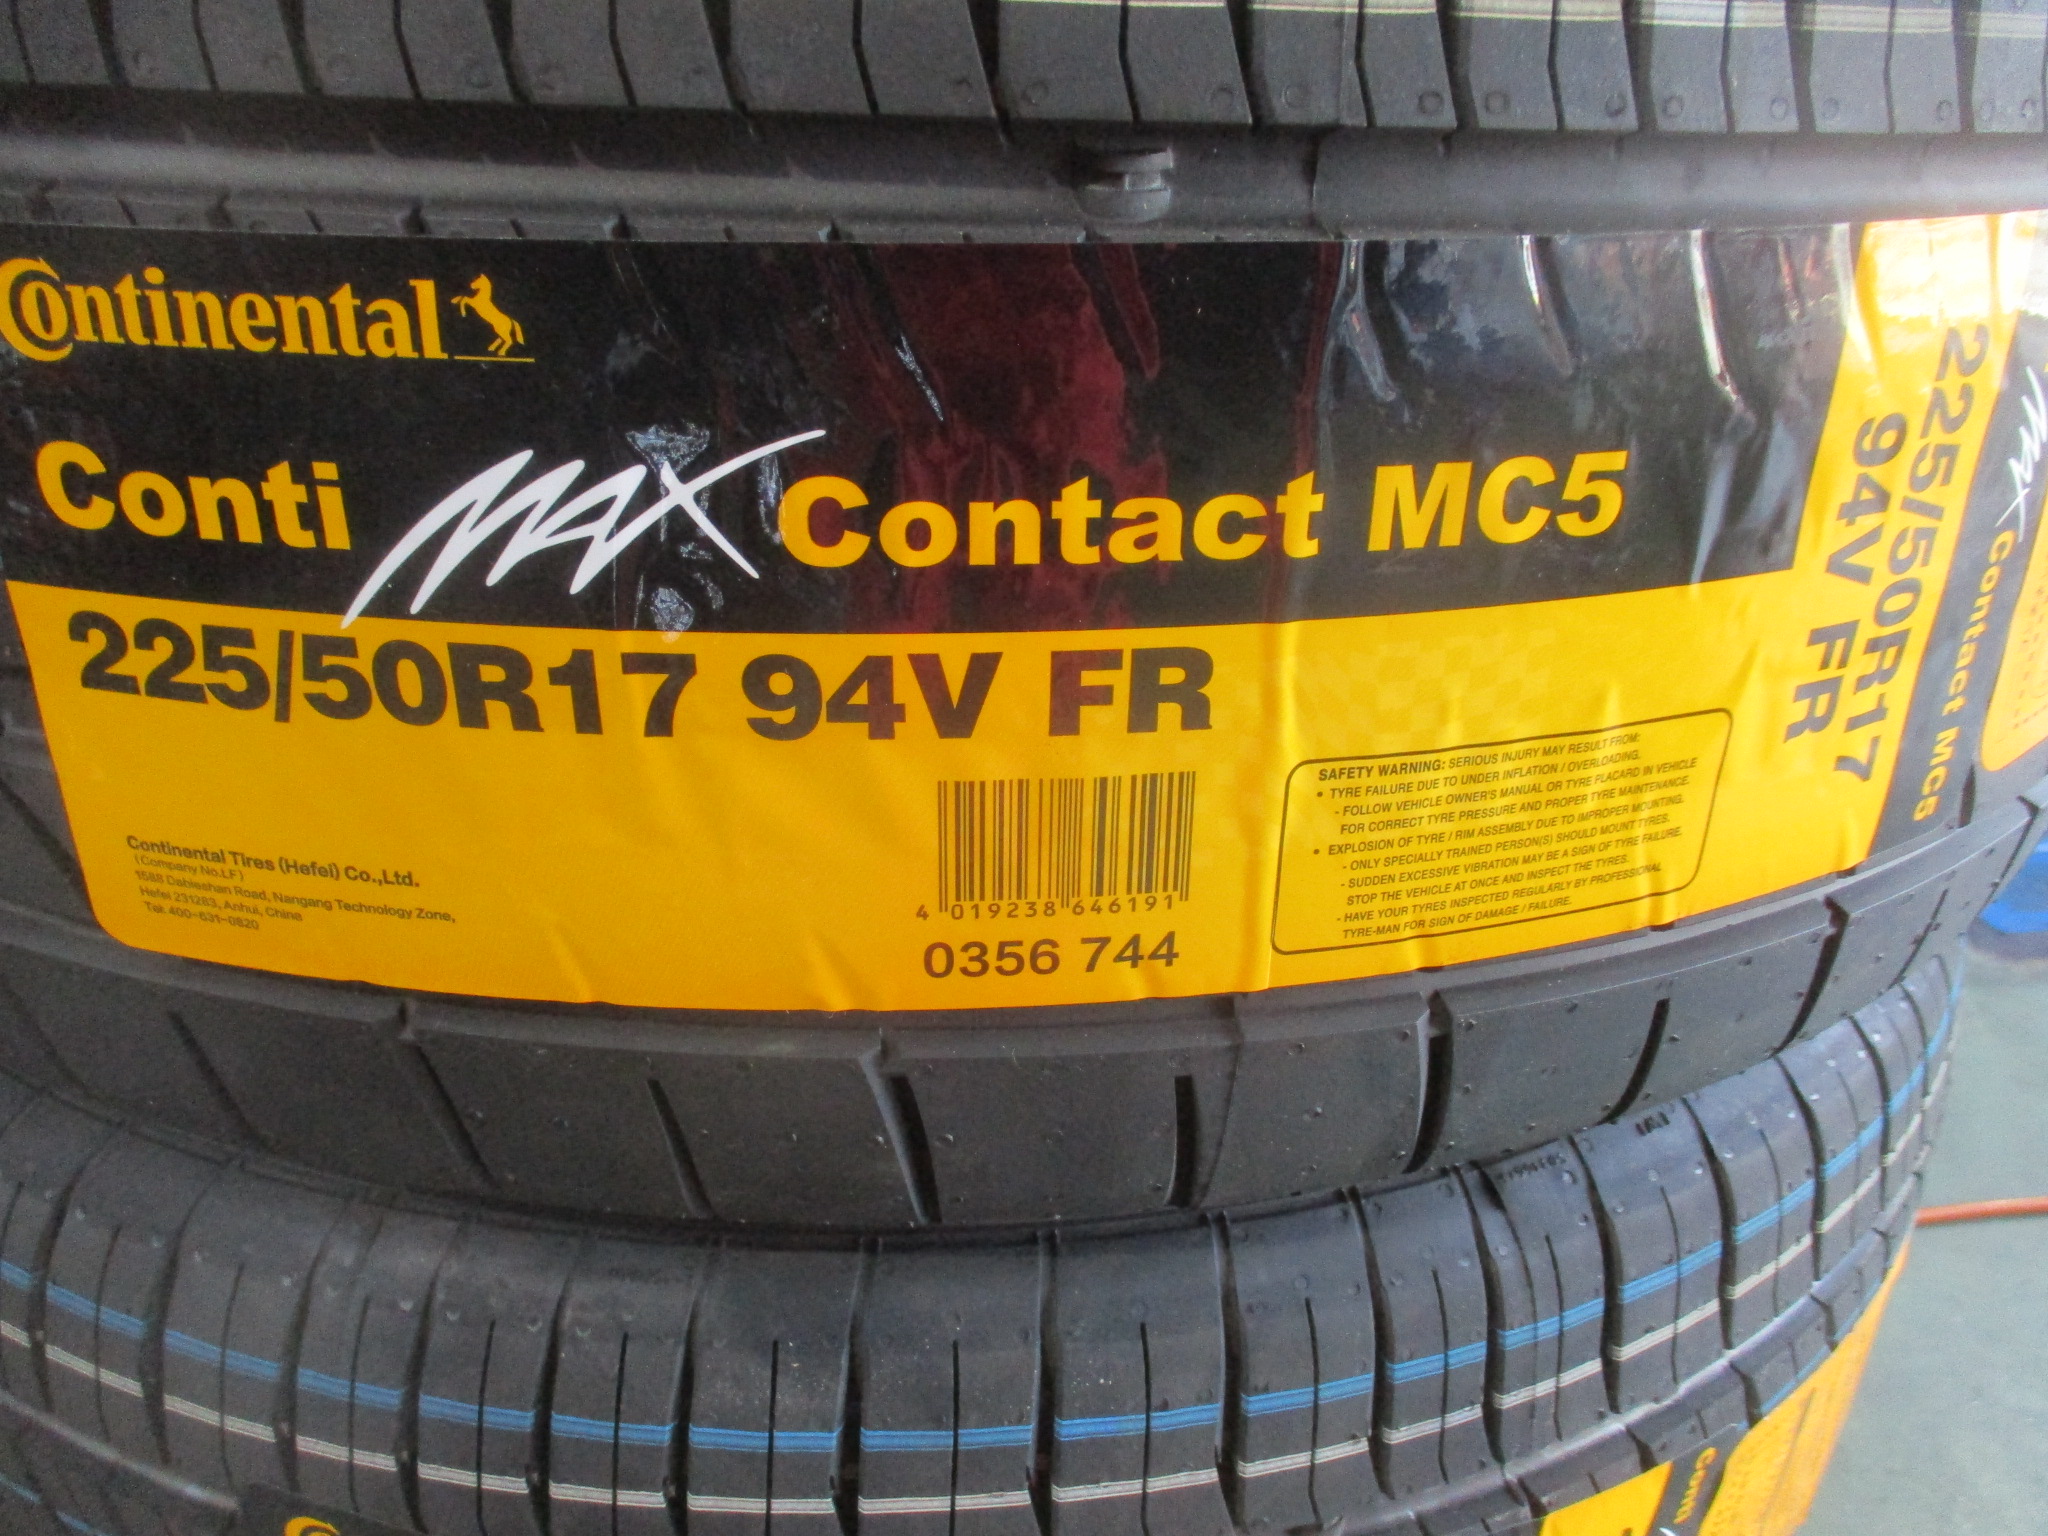 Continental
Conti MAX Contact MC5
225/50R17 94V FR
Continental Tires (Hefei) Co.,Ltd.
(Company No.LF)
1588 Dabieshan Road, Nangang Technology Zone,
Hefei 231283, Anhui, China
Tel: 400-631-0820
4 019238 646191
0356 744
SAFETY WARNING: SERIOUS INJURY MAY RESULT FROM:
• TYRE FAILURE DUE TO UNDER INFLATION / OVERLOADING.
- FOLLOW VEHICLE OWNER'S MANUAL OR TYRE PLACARD IN VEHICLE
FOR CORRECT TYRE PRESSURE AND PROPER TYRE MAINTENANCE.
• EXPLOSION OF TYRE / RIM ASSEMBLY DUE TO IMPROPER MOUNTING.
- ONLY SPECIALLY TRAINED PERSON(S) SHOULD MOUNT TYRES.
- SUDDEN EXCESSIVE VIBRATION MAY BE A SIGN OF TYRE FAILURE.
STOP THE VEHICLE AT ONCE AND INSPECT THE TYRES.
- HAVE YOUR TYRES INSPECTED REGULARLY BY PROFESSIONAL
TYRE-MAN FOR SIGN OF DAMAGE / FAILURE.
225/50R17
94V FR
MAX Contact MC5
Conti